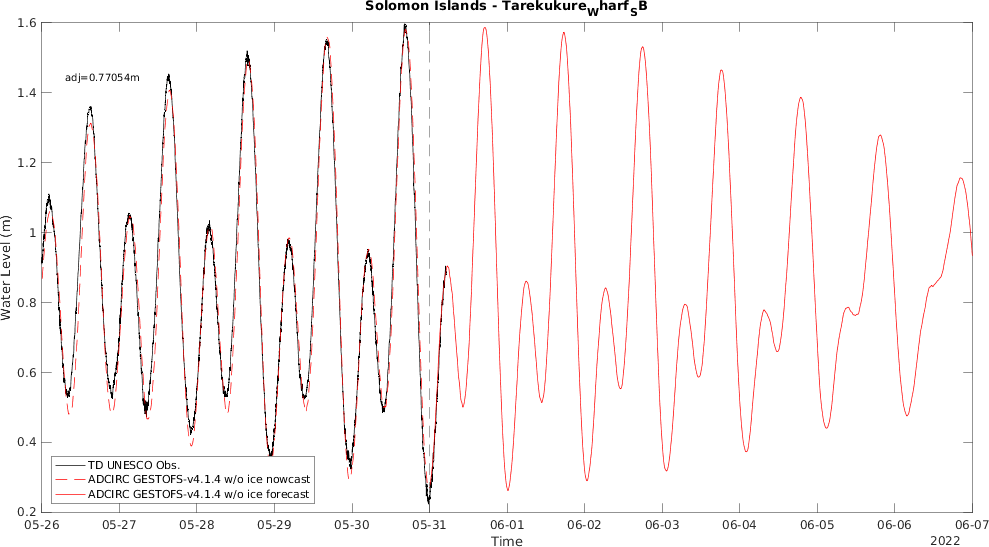 Solomon Islands - TarekukureWharfSB
adj=0.77054m
Water Level (m)
1.6
1.4
1.2
1
0.8
0.6
0.4
0.2
TD UNESCO Obs.
ADCIRC GESTOFS-v4.1.4 w/o ice nowcast
ADCIRC GESTOFS-v4.1.4 w/o ice forecast
05-26 05-27 05-28 05-29 05-30 05-31 06-01 06-02 06-03 06-04 06-05 06-06 06-07
Time
2022